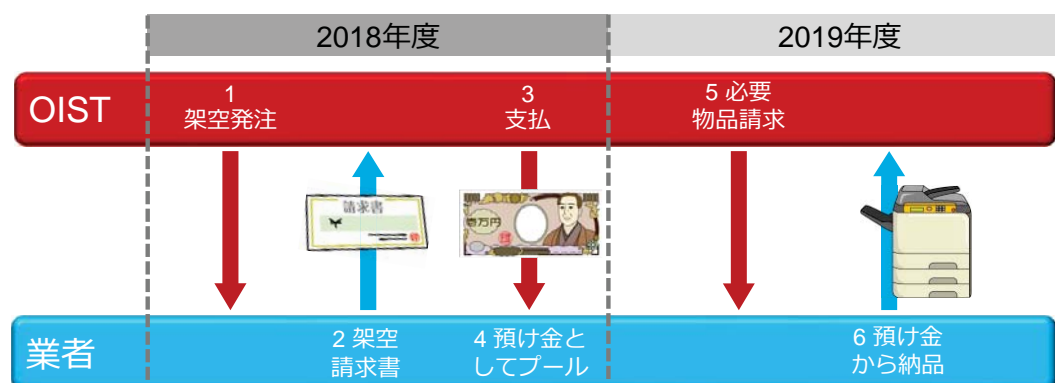 2018年度
2019年度
OIST
1
架空発注
3
支払
5 必要
物品請求
請求書
壱万円
業者
2 架空
請求書
4 預け金と
してプール
6 預け金
から納品